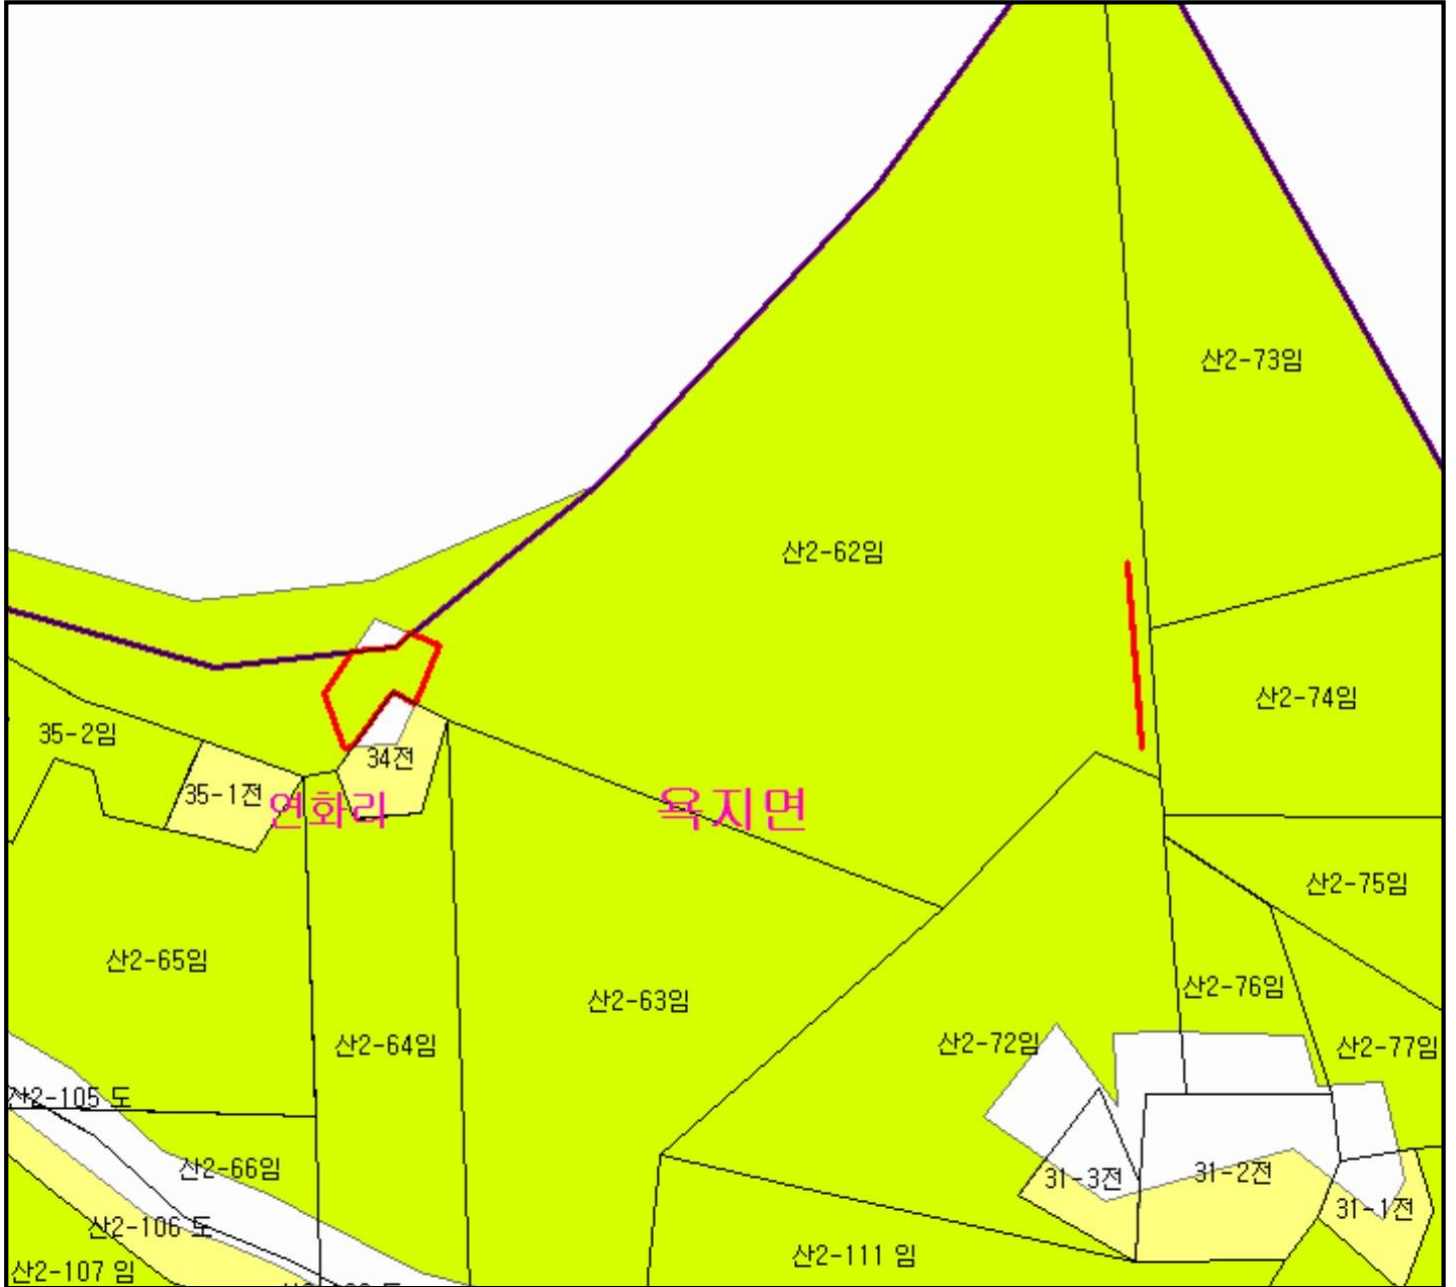 산2-73임
산2-62임
산2-74임
35-2임
34전
35-1전
연화리
욕지면
산2-75임
산2-65임
산2-76임
산2-63임
산2-64임
산2-72임
산2-77임
산2-105 도
산2-66임
31-3전
31-2전
31-1전
산2-106 도
산2-111 임
산2-107 임